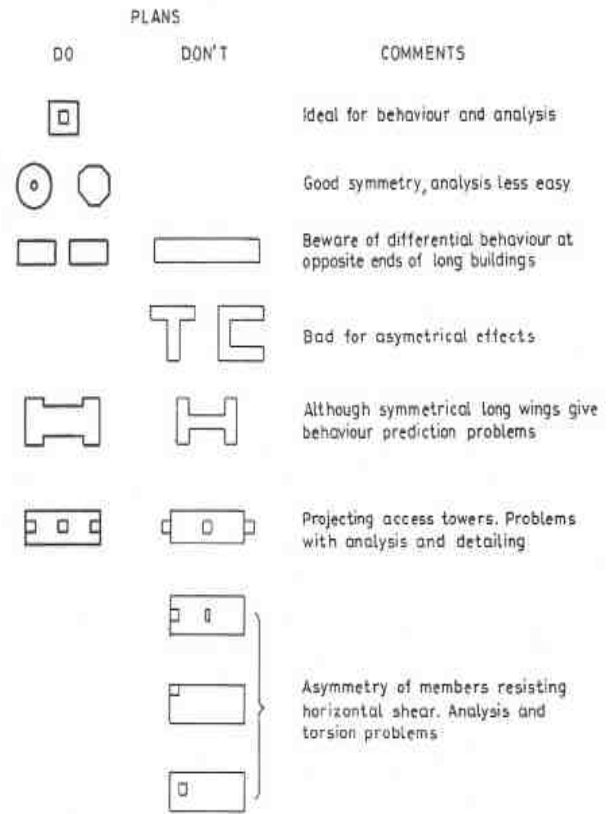 PLANS
DO DON'T COMMENTS
Ideal for behaviour and analysis
Good symmetry, analysis less easy
Beware of differential behaviour at
opposite ends of long buildings
Bad for asymetrical effects
Although symmetrical long wings give
behaviour prediction problems
Projecting access towers. Problems
with analysis and detailing
Asymmetry of members resisting
horizontal shear. Analysis and
torsion problems